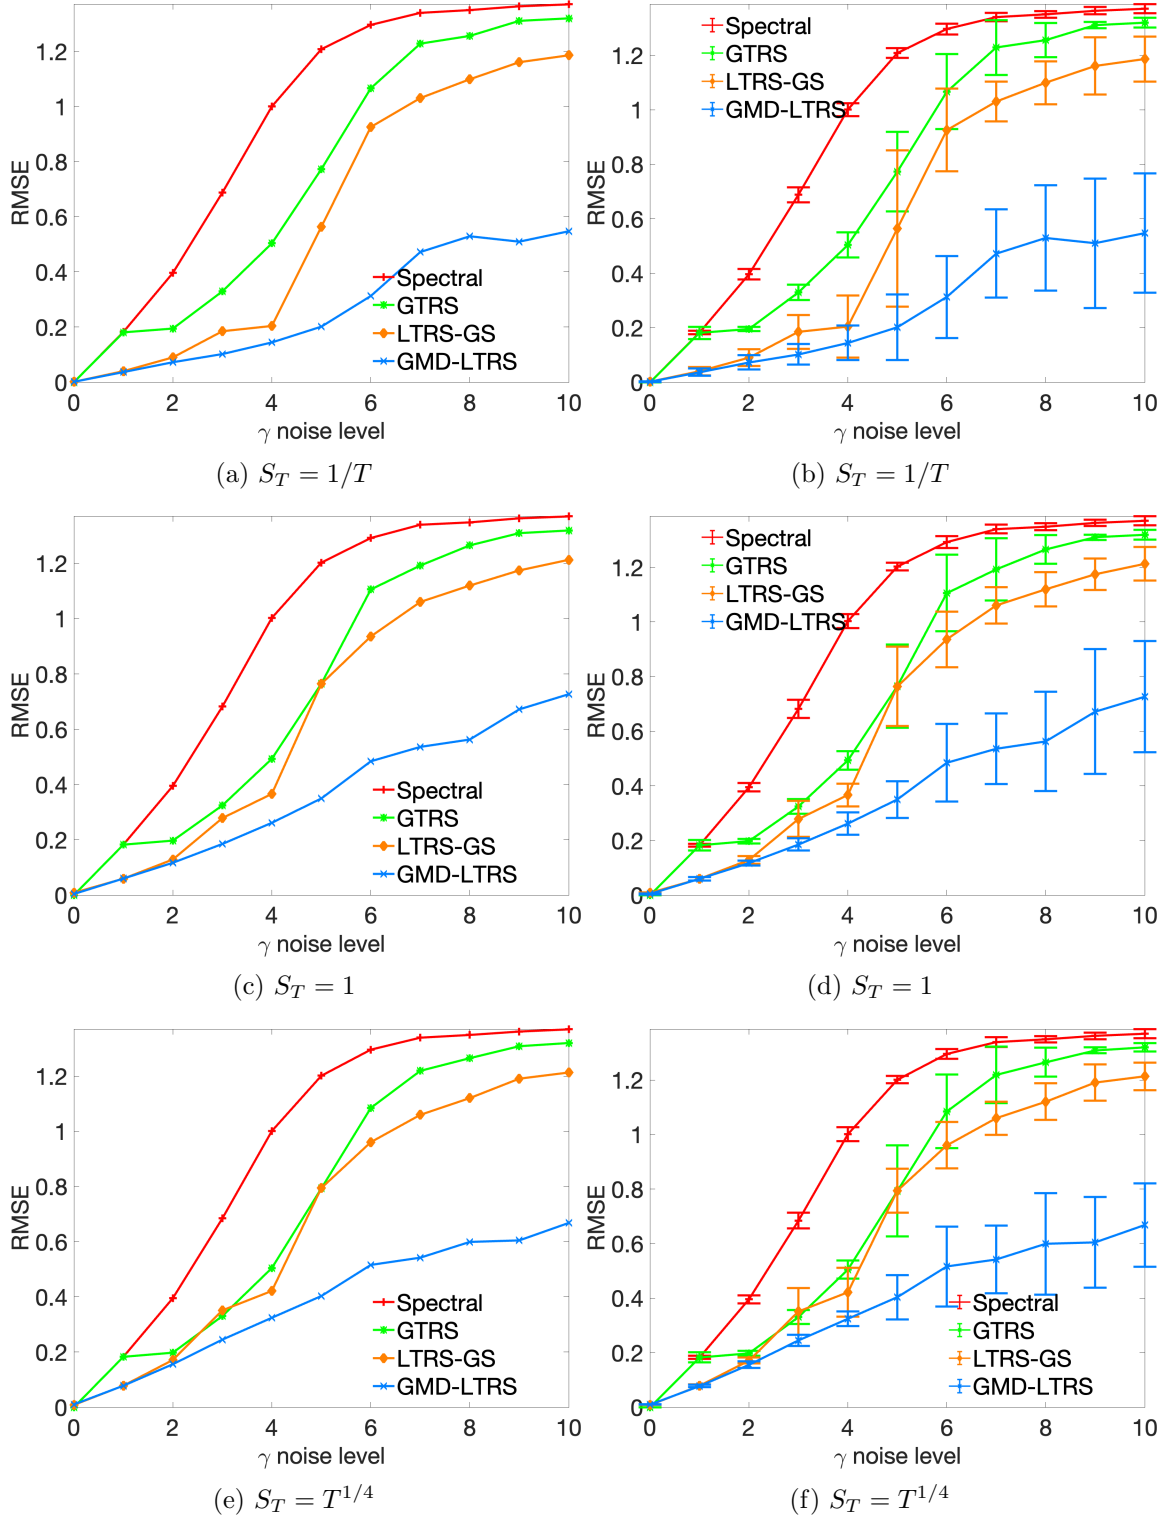 1.2
1
0.8
0.6
0.4
0.2
0
RMSE
0 2 4 6 8 10
γ noise level
Spectral
GTRS
LTRS-GS
GMD-LTRS
(a) S_T = 1/T
1.2
1
0.8
0.6
0.4
0.2
0
RMSE
0 2 4 6 8 10
γ noise level
Spectral
GTRS
LTRS-GS
GMD-LTRS
(b) S_T = 1/T
1.2
1
0.8
0.6
0.4
0.2
0
RMSE
0 2 4 6 8 10
γ noise level
Spectral
GTRS
LTRS-GS
GMD-LTRS
(c) S_T = 1
1.2
1
0.8
0.6
0.4
0.2
0
RMSE
0 2 4 6 8 10
γ noise level
Spectral
GTRS
LTRS-GS
GMD-LTRS
(d) S_T = 1
1.2
1
0.8
0.6
0.4
0.2
0
RMSE
0 2 4 6 8 10
γ noise level
Spectral
GTRS
LTRS-GS
GMD-LTRS
(e) S_T = T^{1/4}
1.2
1
0.8
0.6
0.4
0.2
0
RMSE
0 2 4 6 8 10
γ noise level
Spectral
GTRS
LTRS-GS
GMD-LTRS
(f) S_T = T^{1/4}